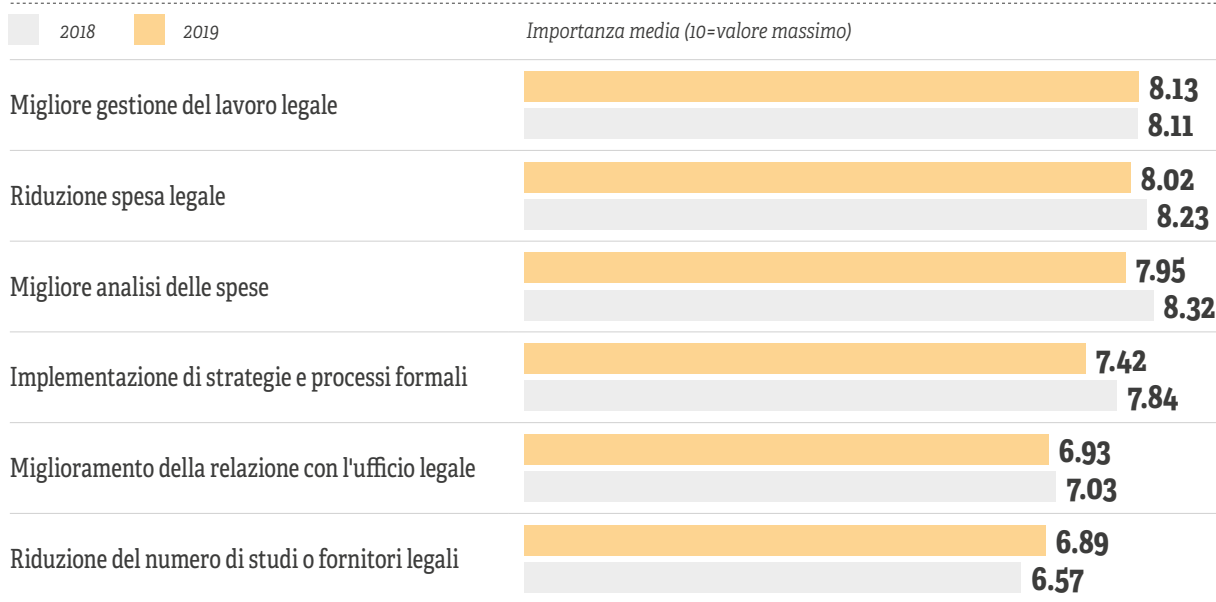 2018 2019 Importanza media (10=valore massimo)
Migliore gestione del lavoro legale
8.13
8.11
Riduzione spesa legale
8.02
8.23
Migliore analisi delle spese
7.95
8.32
Implementazione di strategie e processi formali
7.42
7.84
Miglioramento della relazione con l'ufficio legale
6.93
7.03
Riduzione del numero di studi o fornitori legali
6.89
6.57